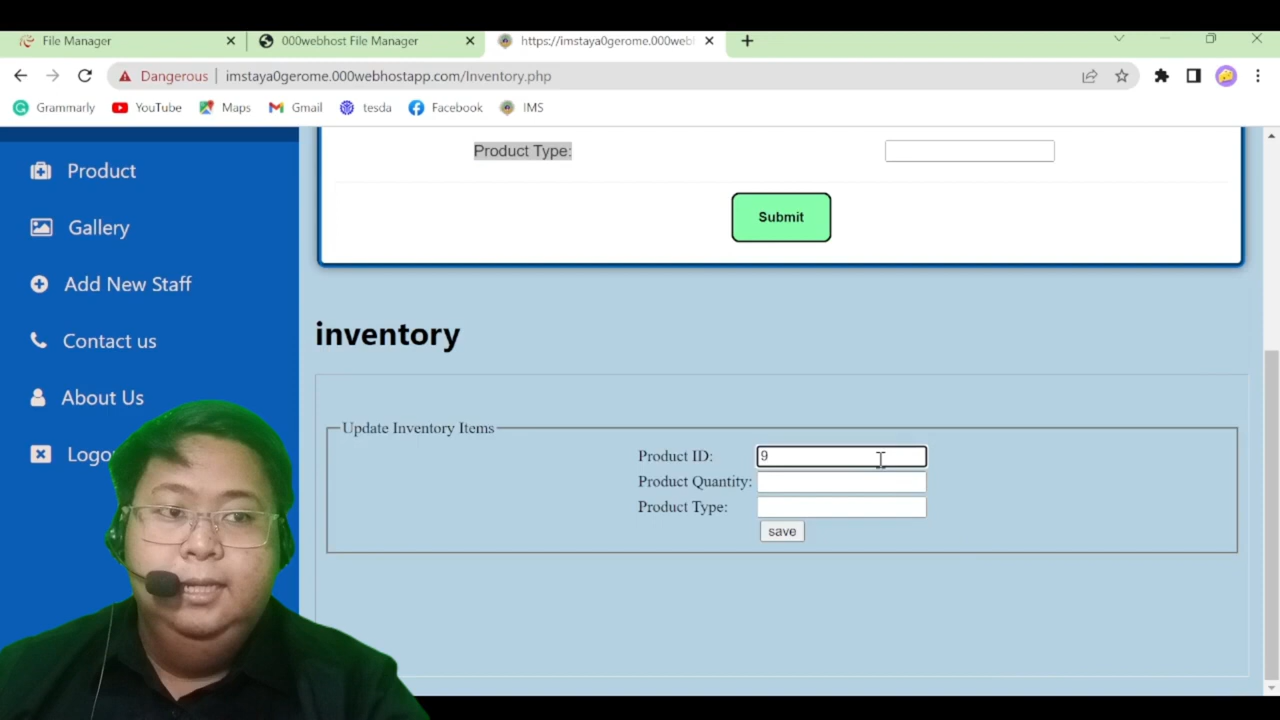 File Manager
000webhost File Manager
https://imstaya0gerome.000webl
Dangerous
imstaya0gerome.000webhostapp.com/Inventory.php
Grammarly
YouTube
Maps
Gmail
tesda
Facebook
IMS
Product
Gallery
Add New Staff
Contact us
About Us
Logo
Product Type:
Submit
inventory
Update Inventory Items
Product ID: 9
Product Quantity:
Product Type:
save